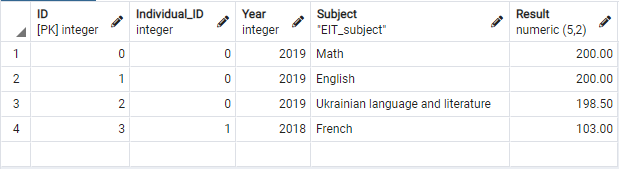 ID Individual_ID Year Subject Result
[PK] integer integer integer "EIT_subject" numeric (5,2)
1 0 0 2019 Math 200.00
2 1 0 2019 English 200.00
3 2 0 2019 Ukrainian language and literature 198.50
4 3 1 2018 French 103.00